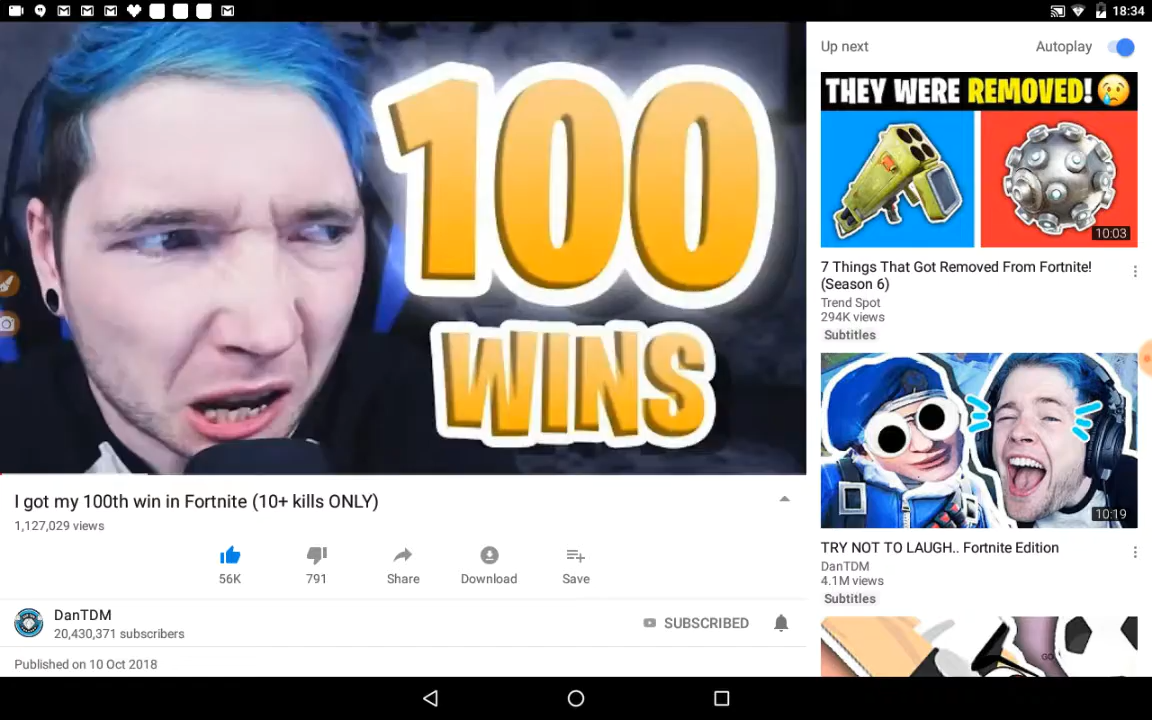 18:34
100
WINS
I got my 100th win in Fortnite (10+ kills ONLY)
1,127,029 views
56K
791
Share
Download
Save
DanTDM
20,430,371 subscribers
SUBSCRIBED
Published on 10 Oct 2018
Up next
Autoplay
THEY WERE REMOVED!
10:03
7 Things That Got Removed From Fortnite!
(Season 6)
Trend Spot
294K views
Subtitles
10:19
TRY NOT TO LAUGH.. Fortnite Edition
DanTDM
4.1M views
Subtitles
GO